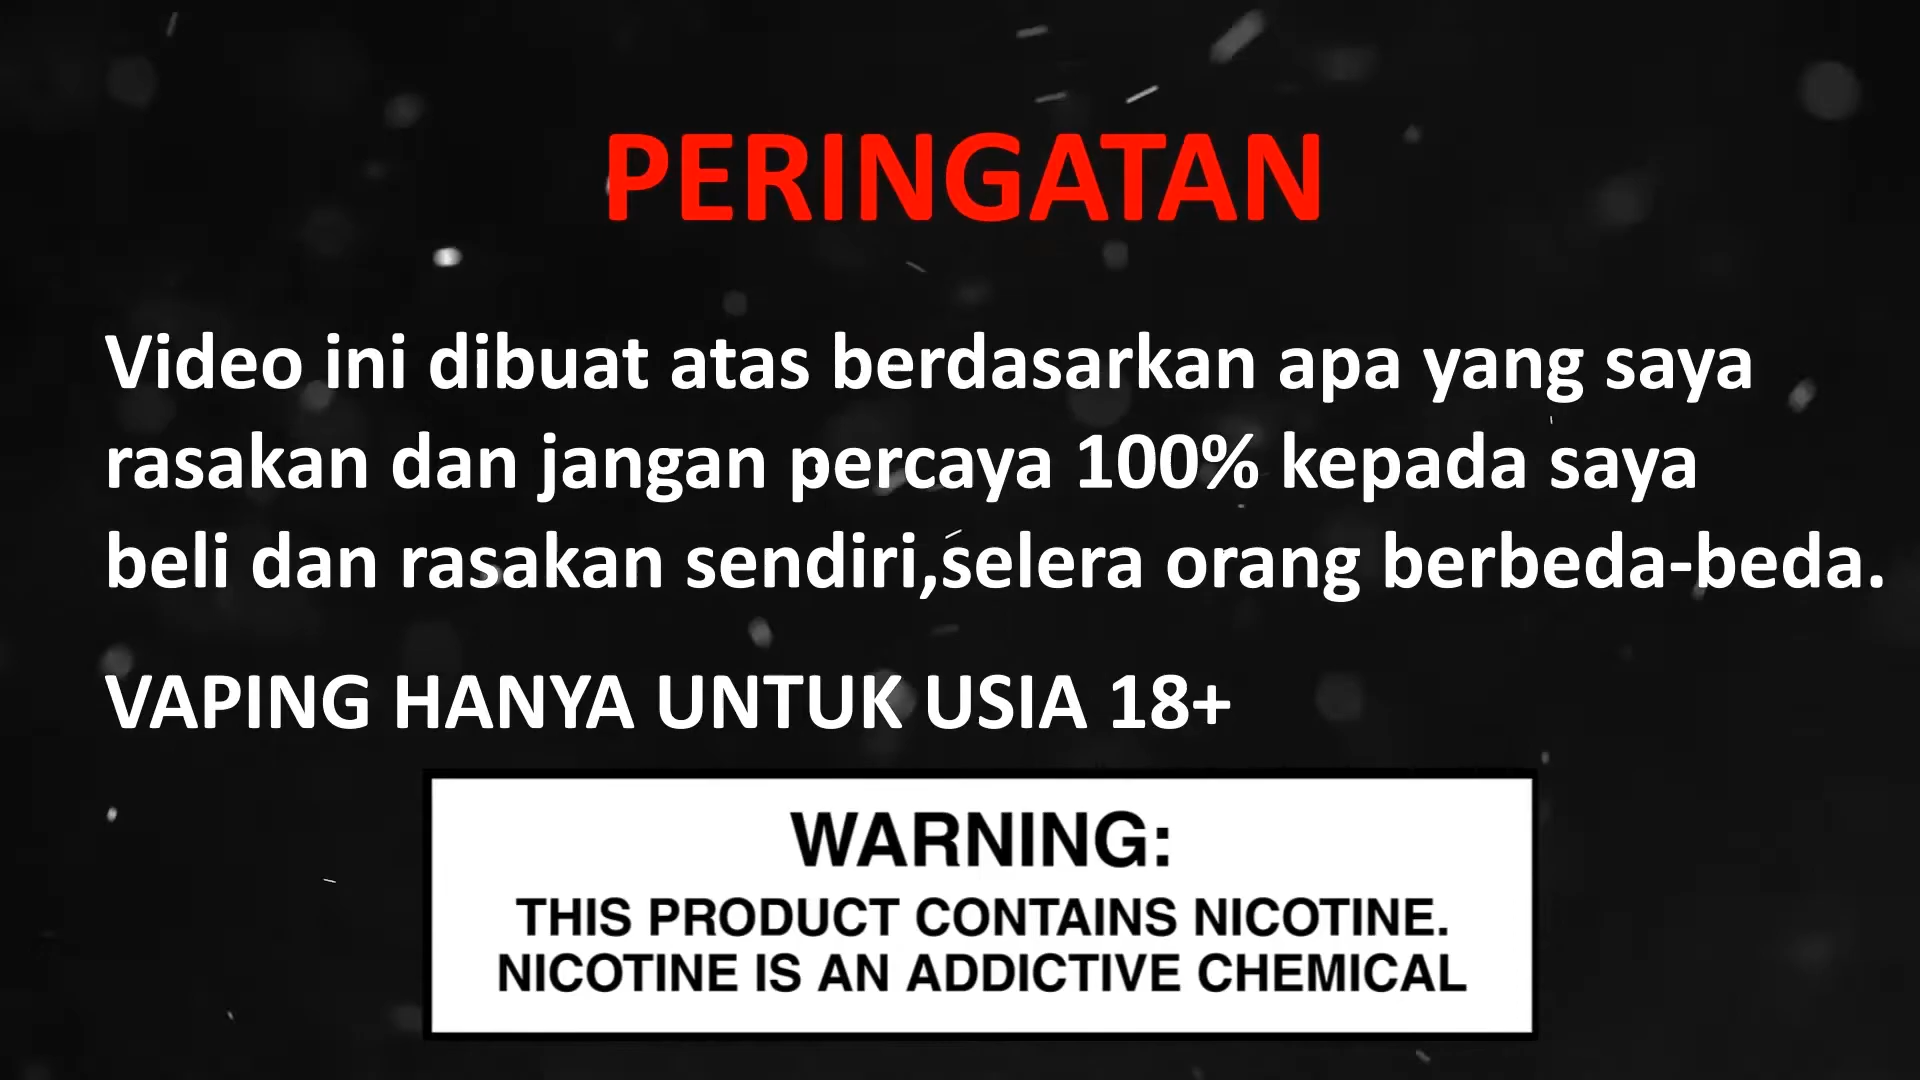 PERINGATAN
Video ini dibuat atas berdasarkan apa yang saya
rasakan dan jangan percaya 100% kepada saya
beli dan rasakan sendiri,selera orang berbeda-beda.
VAPING HANYA UNTUK USIA 18+
WARNING:
THIS PRODUCT CONTAINS NICOTINE.
NICOTINE IS AN ADDICTIVE CHEMICAL